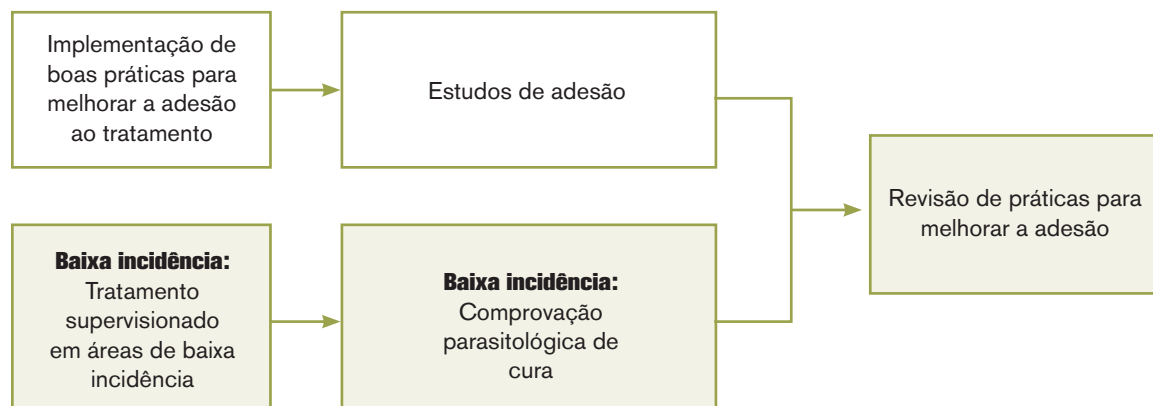 Implementação de
boas práticas para
melhorar a adesão
ao tratamento
Estudos de adesão
Revisão de práticas para
melhorar a adesão
Baixa incidência:
Tratamento
supervisionado
em áreas de baixa
incidência
Baixa incidência:
Comprovação
parasitológica de
cura